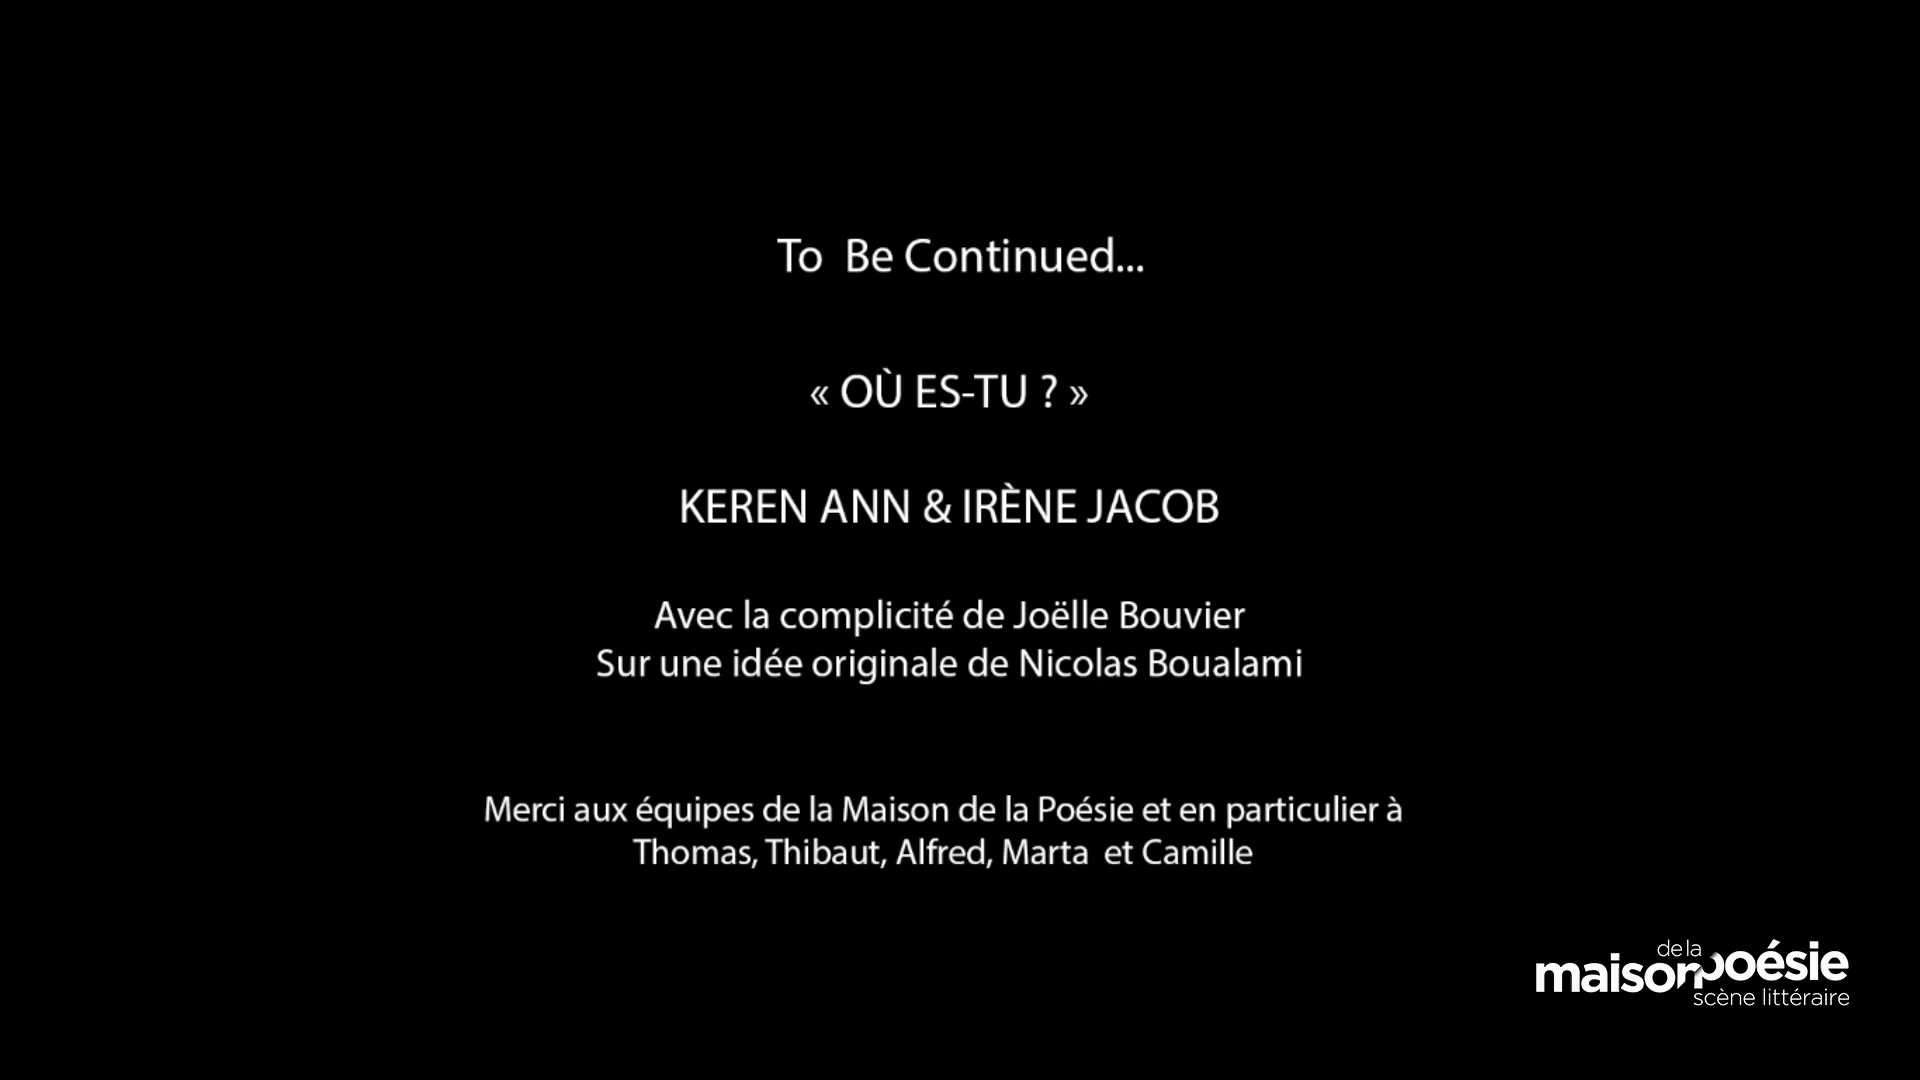 To  Be Continued...
« OÙ ES-TU ? »
KEREN ANN & IRÈNE JACOB
Avec la complicité de Joëlle Bouvier
Sur une idée originale de Nicolas Boualami
Merci aux équipes de la Maison de la Poésie et en particulier à
Thomas, Thibaut, Alfred, Marta  et Camille
maison de la poésie
scène littéraire